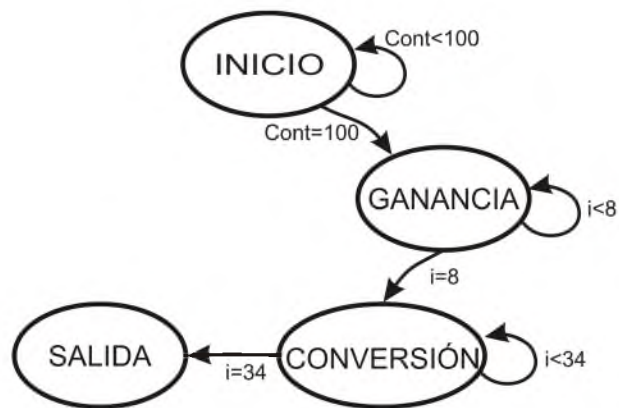 INICIO
Cont<100
Cont=100
GANANCIA
i<8
i=8
SALIDA
i=34
CONVERSIÓN
i<34